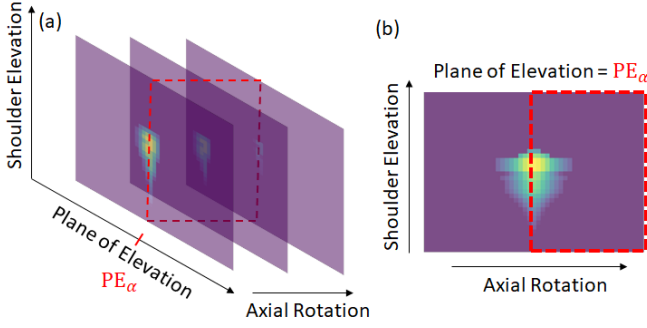 (a)
Shoulder Elevation
Plane of Elevation
PEα
Axial Rotation
(b)
Plane of Elevation = PEα
Shoulder Elevation
Axial Rotation